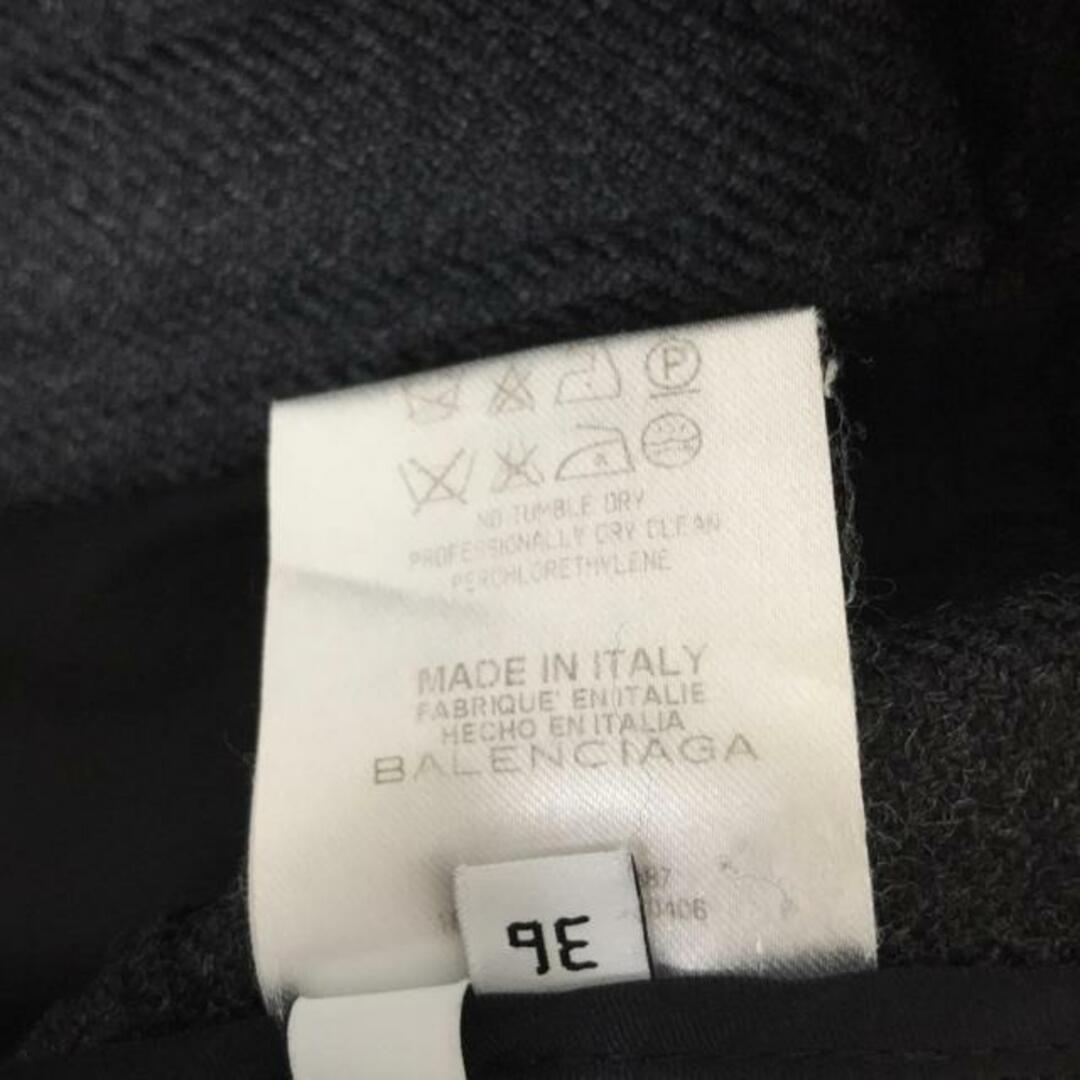 P
NO TUMBLE DRY
PROFESSIONALLY DRY CLEAN
PERCHLORETHYLENE
MADE IN ITALY
FABRIQUE' EN ITALIE
HECHO EN ITALIA
BALENCIAGA
36